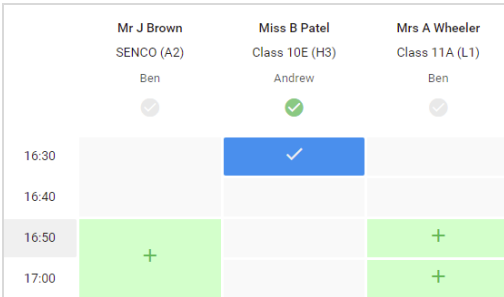 Mr J Brown Miss B Patel Mrs A Wheeler
SENCO (A2) Class 10E (H3) Class 11A (L1)
Ben Andrew Ben
16:30
16:40
16:50 +
+
17:00 +